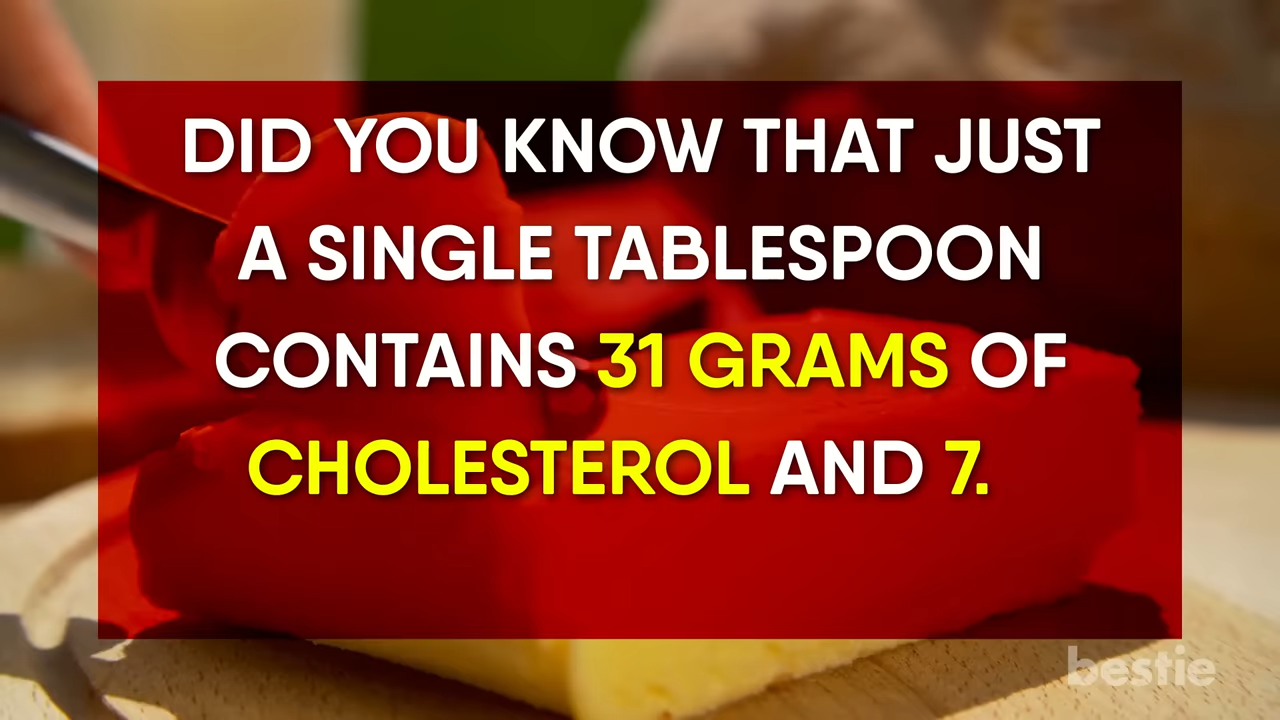 DID YOU KNOW THAT JUST
A SINGLE TABLESPOON
CONTAINS 31 GRAMS OF
CHOLESTEROL AND 7.
bestie